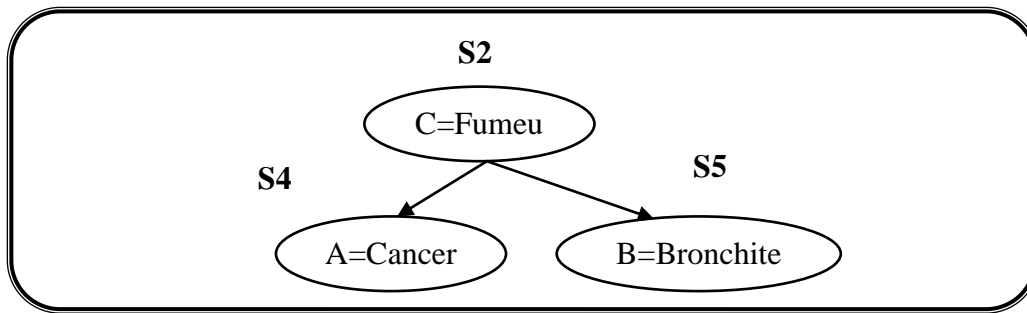 S2
C=Fumeu
S4
S5
A=Cancer
B=Bronchite